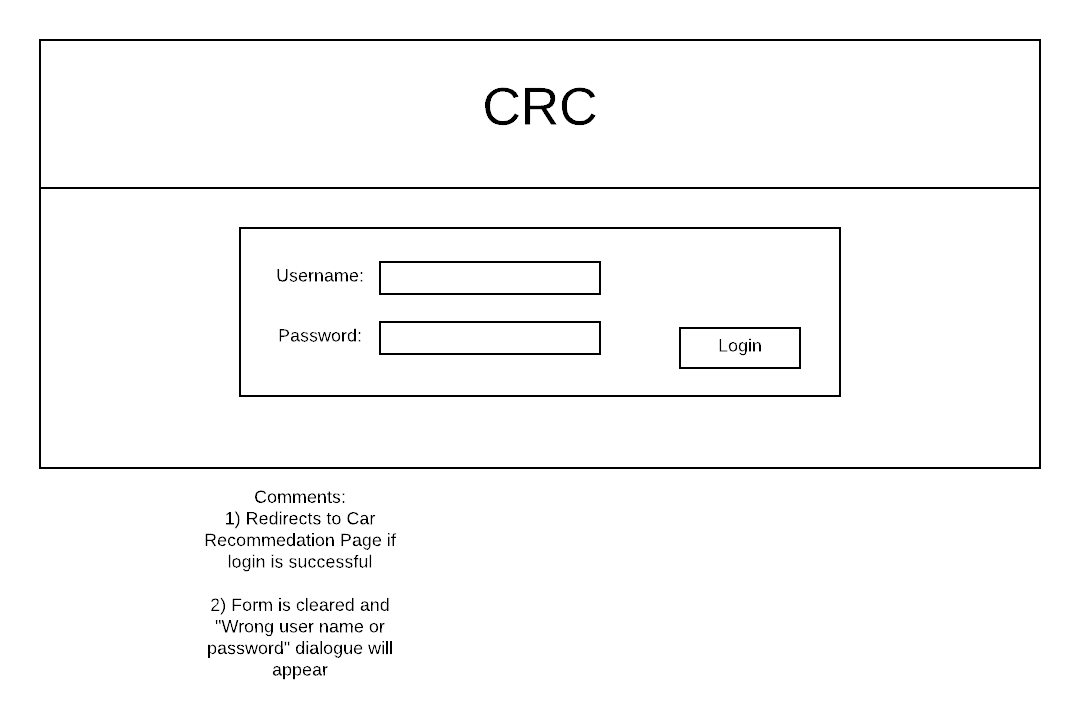 CRC
Username:
Password:
Login
Comments:
1) Redirects to Car
Recommedation Page if
login is successful
2) Form is cleared and
"Wrong user name or
password" dialogue will
appear